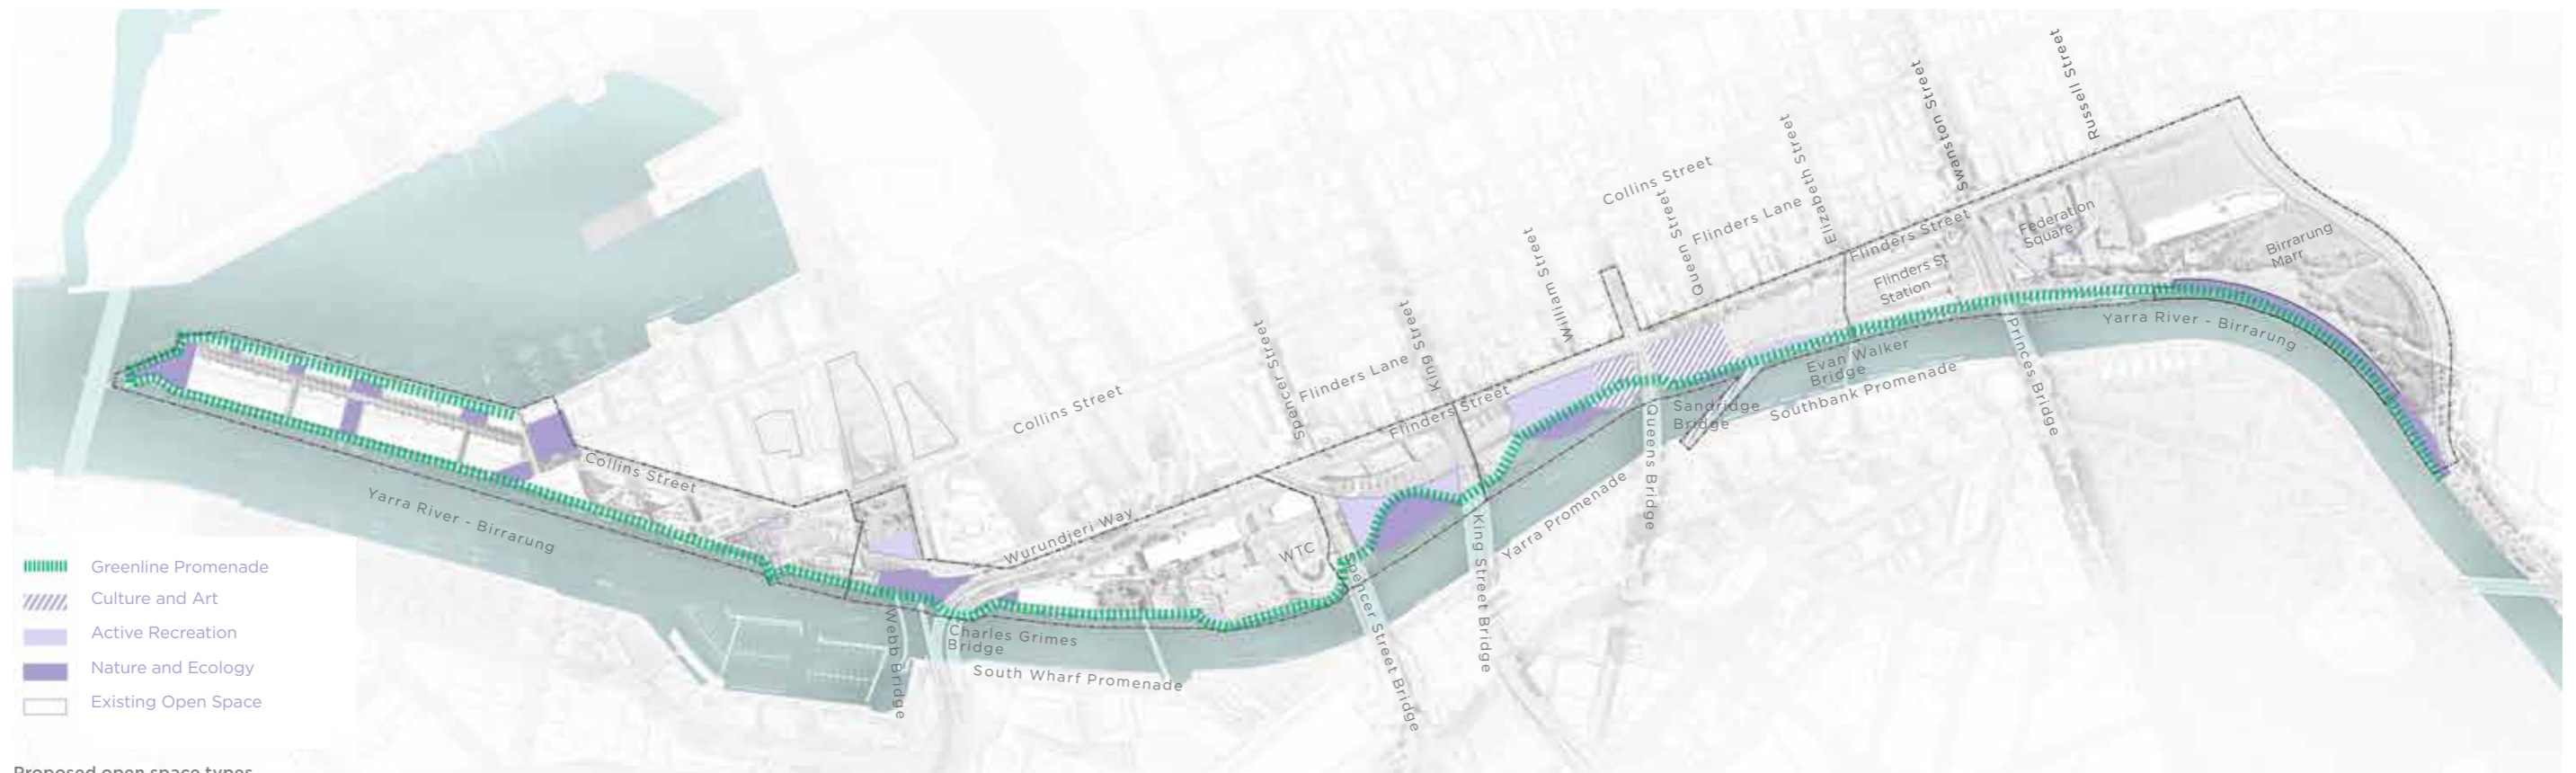 Russell Street
Swanston Street
Elizabeth Street
Collins Street
Queen Street
Flinders Lane
Flinders Street
Federation
Square
Birrarung
Marr
Flinders St
Station
William Street
King Street
Spencer Street
Flinders Lane
Flinders Street
Collins Street
Yarra River - Birrarung
Princes Bridge
Evan Walker
Bridge
Southbank Promenade
Sandridge
Bridge
Queens Bridge
Yarra Promenade
King Street Bridge
Spencer Street Bridge
WTC
Wurundjeri Way
Collins Street
Yarra River - Birrarung
Webb Bridge
Charles Grimes
Bridge
South Wharf Promenade
Greenline Promenade
Culture and Art
Active Recreation
Nature and Ecology
Existing Open Space
Proposed open space types